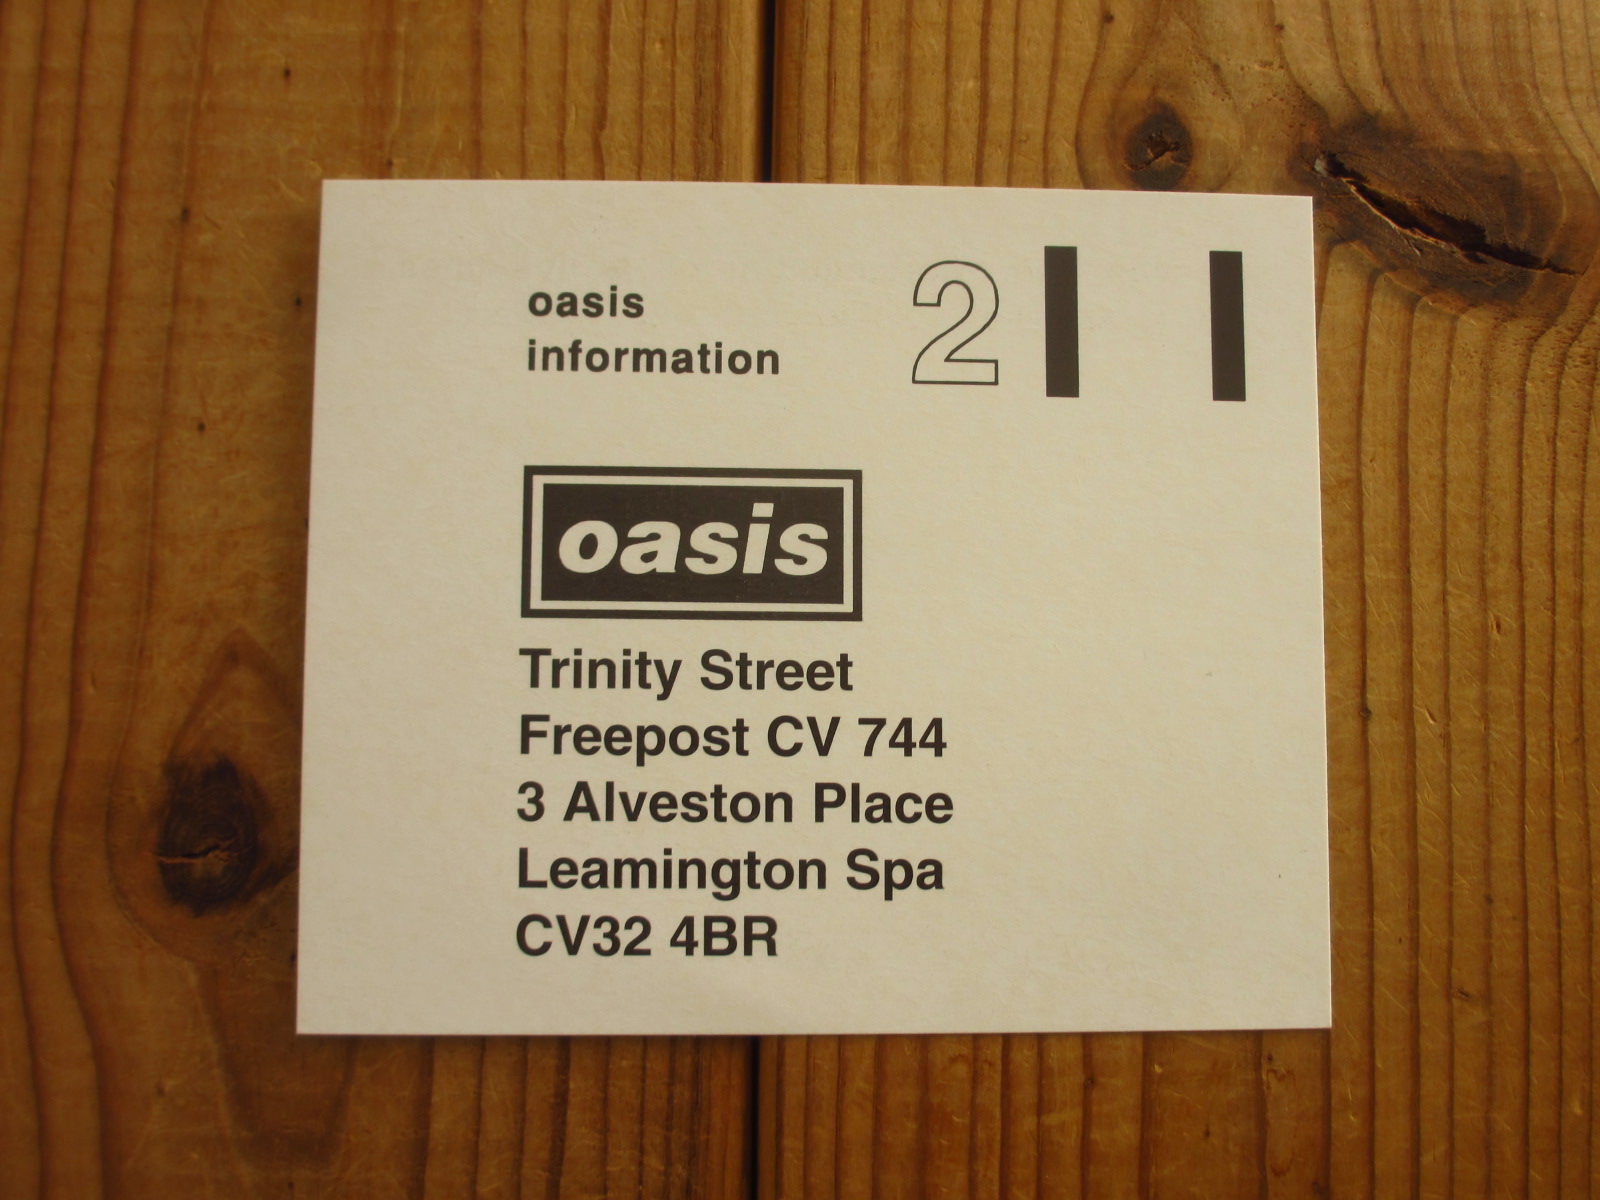 oasis
information
2
oasis
Trinity Street
Freepost CV 744
3 Alveston Place
Leamington Spa
CV32 4BR